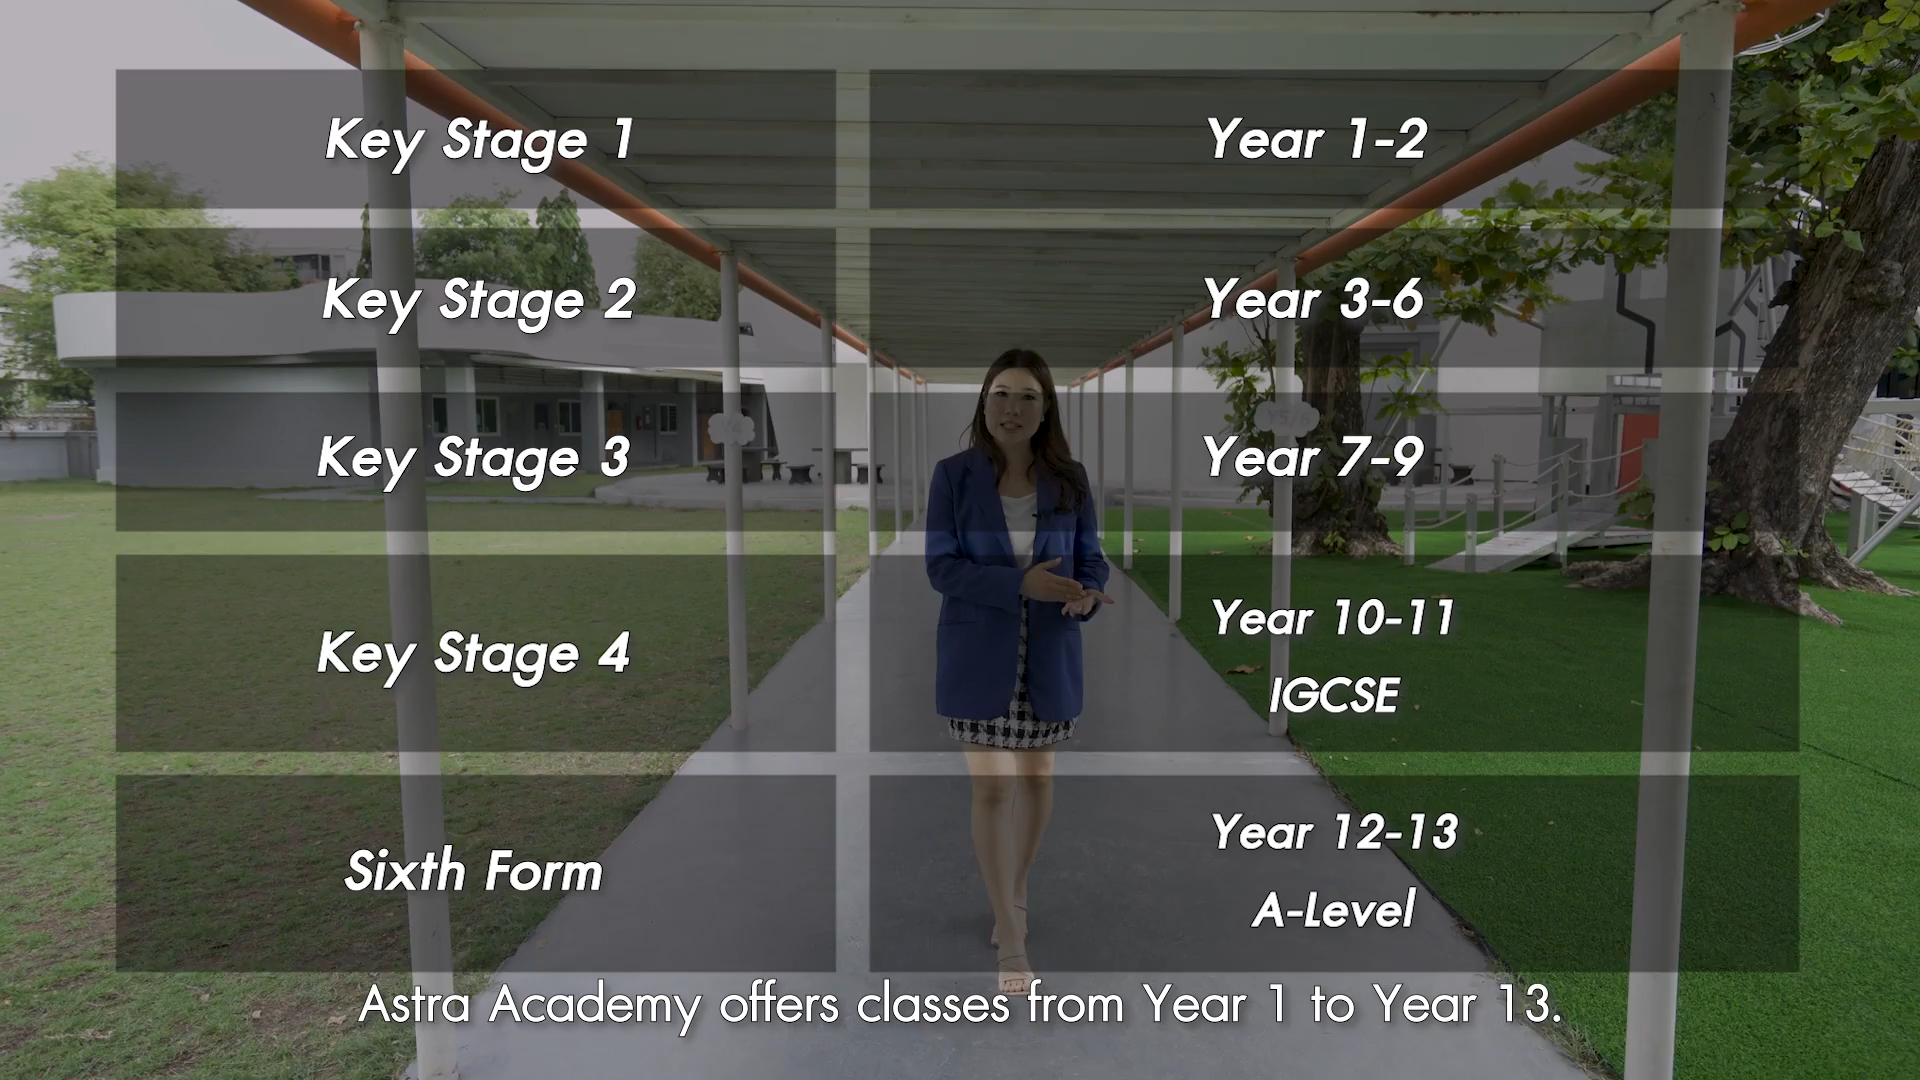 Key Stage 1
Year 1-2
Key Stage 2
Year 3-6
Key Stage 3
Year 7-9
Key Stage 4
Year 10-11
IGCSE
Sixth Form
Year 12-13
A-Level
Astra Academy offers classes from Year 1 to Year 13.